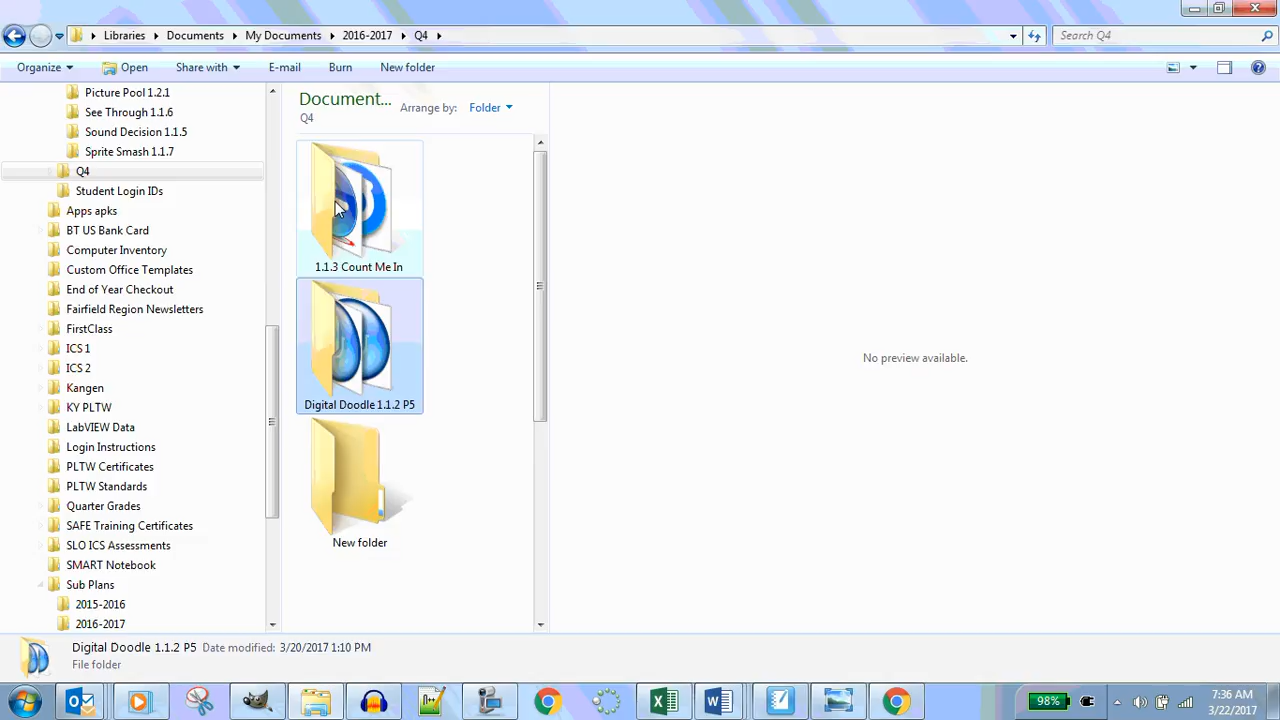 Libraries Documents My Documents 2016-2017 Q4 Search Q4
Organize Open Share with E-mail Burn New folder
Picture Pool 1.2.1
See Through 1.1.6
Sound Decision 1.1.5
Sprite Smash 1.1.7
Q4
Student Login IDs
Apps apks
BT US Bank Card
Computer Inventory
Custom Office Templates
End of Year Checkout
Fairfield Region Newsletters
FirstClass
ICS 1
ICS 2
Kangen
KY PLTW
LabVIEW Data
Login Instructions
PLTW Certificates
PLTW Standards
Quarter Grades
SAFE Training Certificates
SLO ICS Assessments
SMART Notebook
Sub Plans
2015-2016
2016-2017
Document...
Q4
Arrange by: Folder
1.1.3 Count Me In
Digital Doodle 1.1.2 P5
New folder
No preview available.
Digital Doodle 1.1.2 P5 Date modified: 3/20/2017 1:10 PM
File folder
98%
7:36 AM
3/22/2017